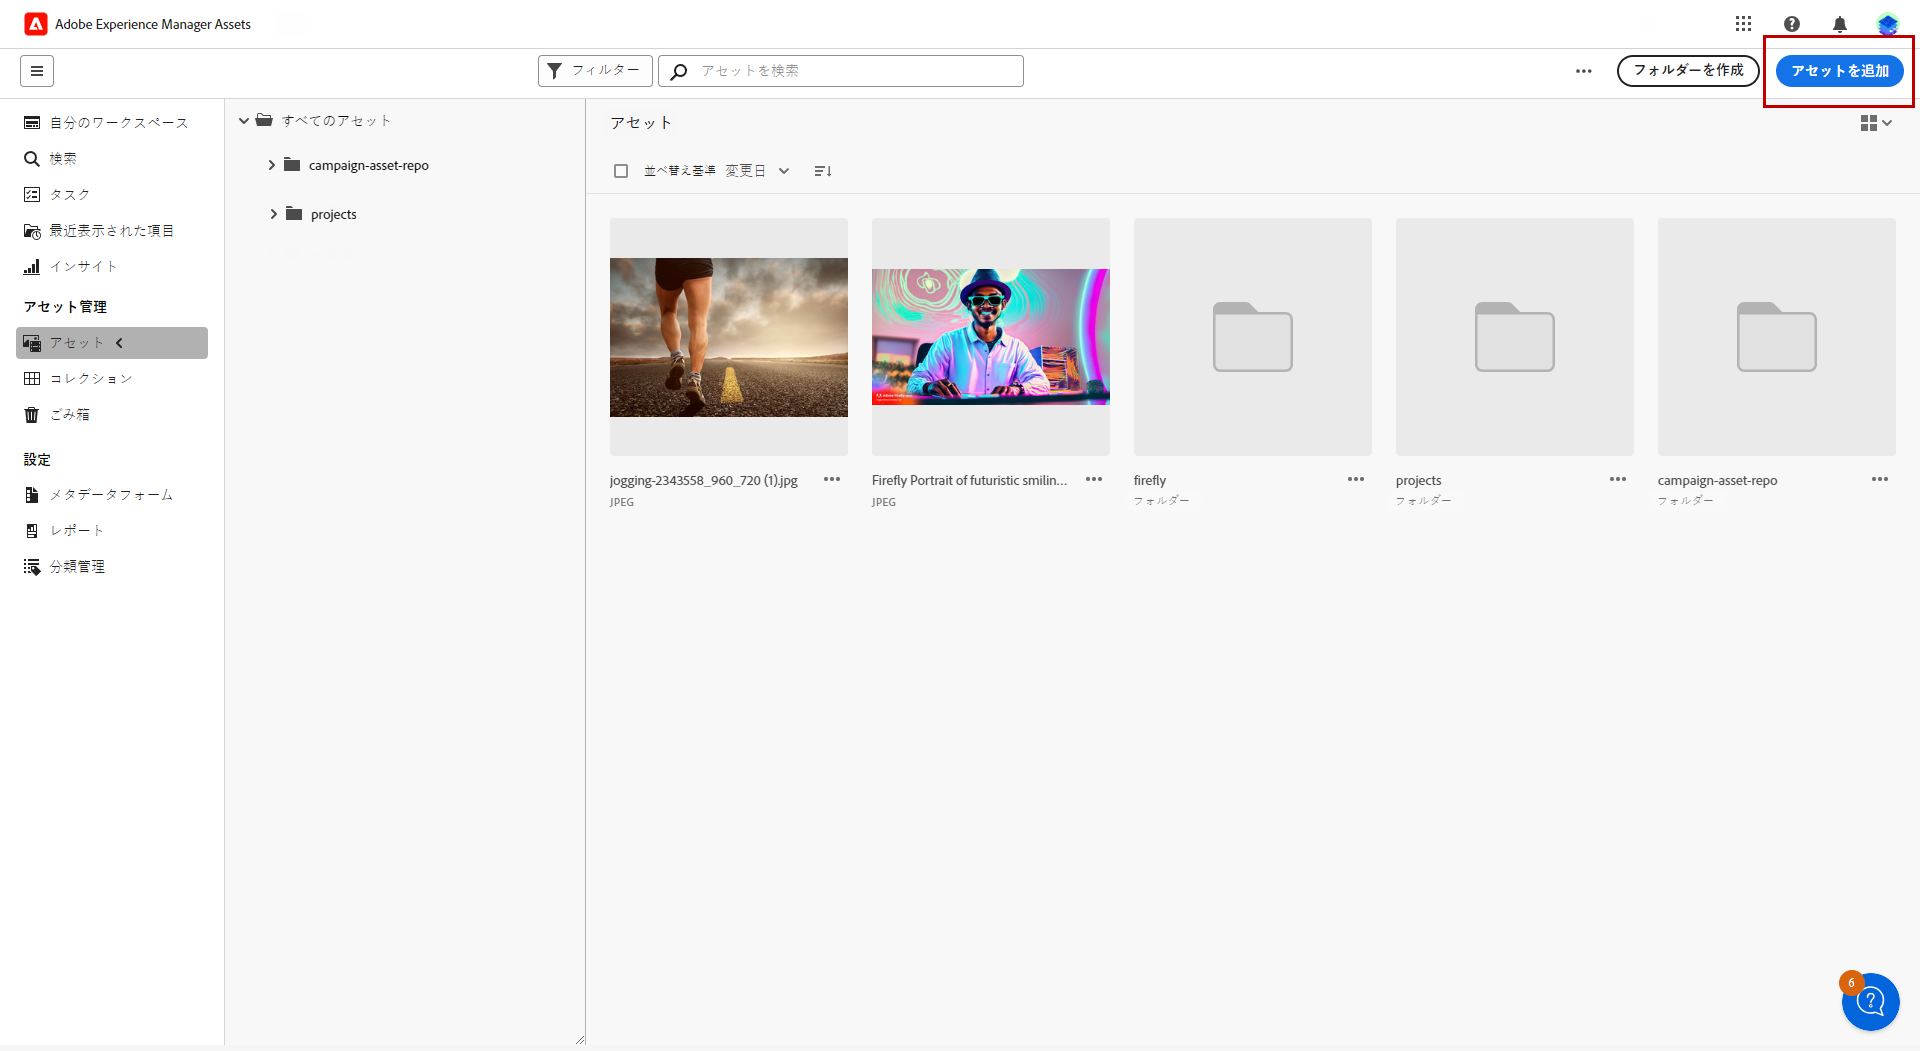 Adobe Experience Manager Assets
フィルター
アセットを検索
フォルダーを作成
アセットを追加
自分のワークスペース
検索
タスク
最近表示された項目
インサイト
アセット管理
アセット
コレクション
ごみ箱
設定
メタデータフォーム
レポート
分類管理
すべてのアセット
campaign-asset-repo
projects
アセット
並べ替え基準 変更日
jogging-2343558_960_720 (1).jpg
JPEG
Firefly Portrait of futuristic smilin...
JPEG
firefly
フォルダー
projects
フォルダー
campaign-asset-repo
フォルダー
6